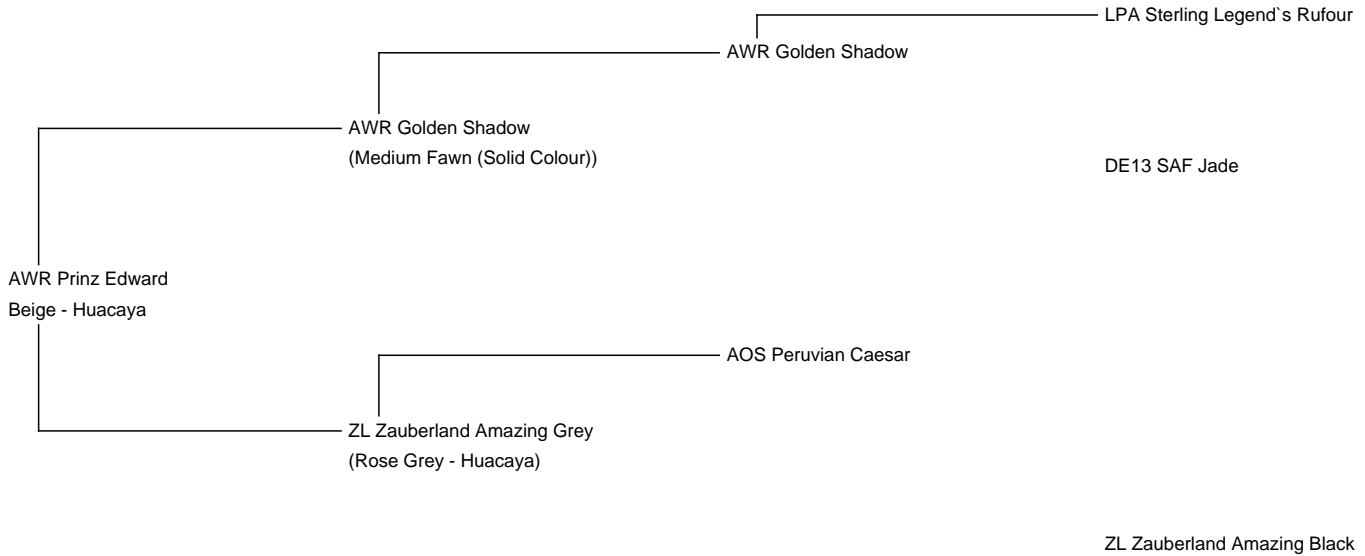 LPA Sterling Legend`s Rufour
AWR Golden Shadow
AWR Golden Shadow
(Medium Fawn (Solid Colour))
DE13 SAF Jade
AWR Prinz Edward
Beige - Huacaya
AOS Peruvian Caesar
ZL Zauberland Amazing Grey
(Rose Grey - Huacaya)
ZL Zauberland Amazing Black